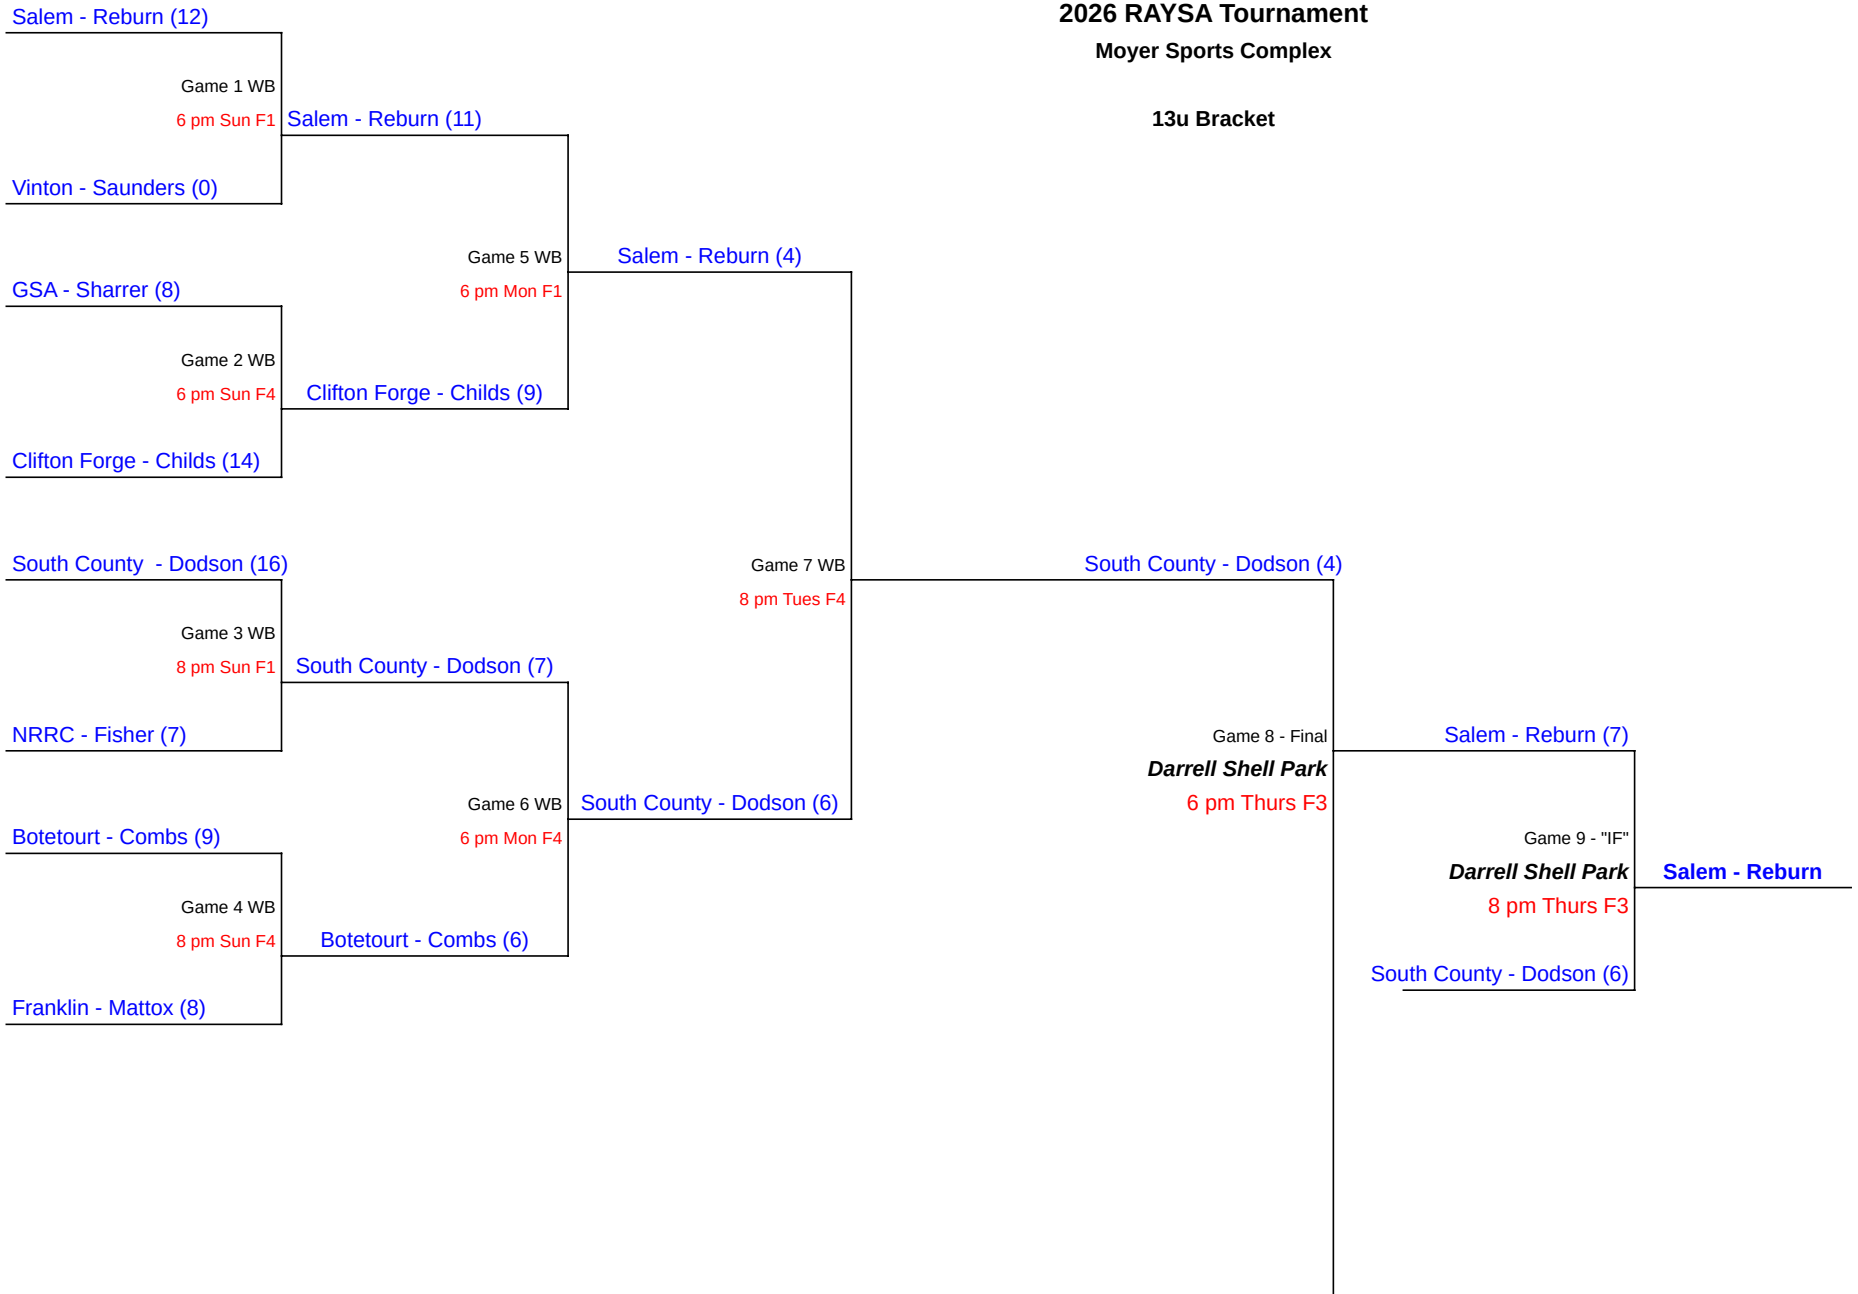 2026 RAYSA Tournament
Moyer Sports Complex
13u Bracket
Salem - Reburn (12)
Game 1 WB
6 pm Sun F1
Salem - Reburn (11)
Vinton - Saunders (0)
Game 5 WB
Salem - Reburn (4)
6 pm Mon F1
GSA - Sharrer (8)
Game 2 WB
6 pm Sun F4
Clifton Forge - Childs (9)
Clifton Forge - Childs (14)
South County  - Dodson (16)
Game 7 WB
South County - Dodson (4)
8 pm Tues F4
Game 3 WB
8 pm Sun F1
South County - Dodson (7)
NRRC - Fisher (7)
Game 8 - Final
Salem - Reburn (7)
Darrell Shell Park
6 pm Thurs F3
Game 6 WB
South County - Dodson (6)
6 pm Mon F4
Botetourt - Combs (9)
Game 9 - "IF"
Darrell Shell Park
Salem - Reburn
8 pm Thurs F3
Game 4 WB
8 pm Sun F4
Botetourt - Combs (6)
South County - Dodson (6)
Franklin - Mattox (8)